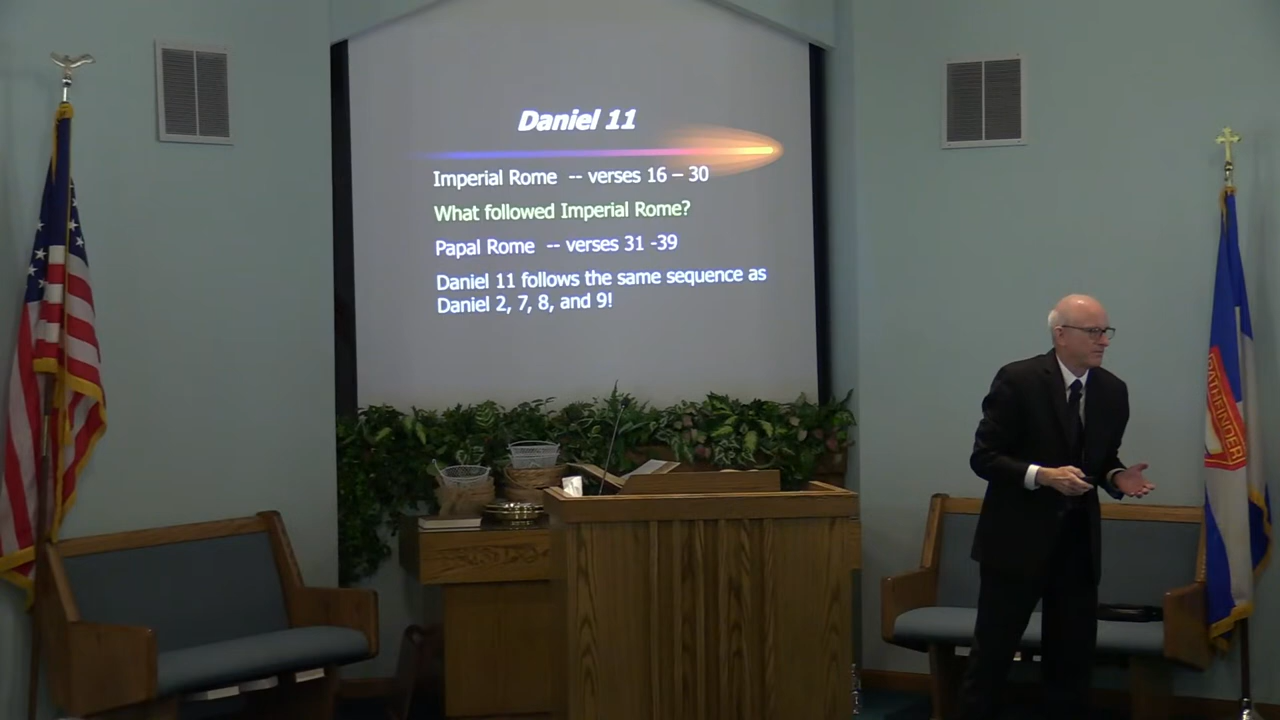 Daniel 11
Imperial Rome -- verses 16 – 30
What followed Imperial Rome?
Papal Rome -- verses 31 -39
Daniel 11 follows the same sequence as
Daniel 2, 7, 8, and 9!
PATHFINDER